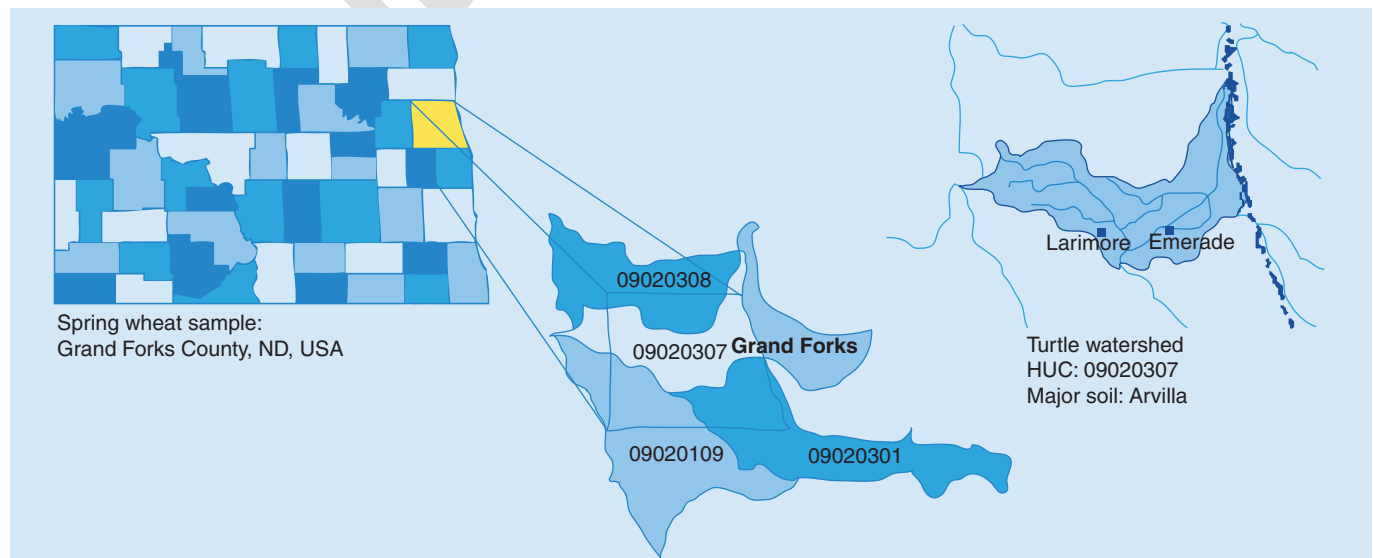 Spring wheat sample:
Grand Forks County, ND, USA
09020308
09020307
Grand Forks
09020109
09020301
Larimore
Emerade
Turtle watershed
HUC: 09020307
Major soil: Arvilla